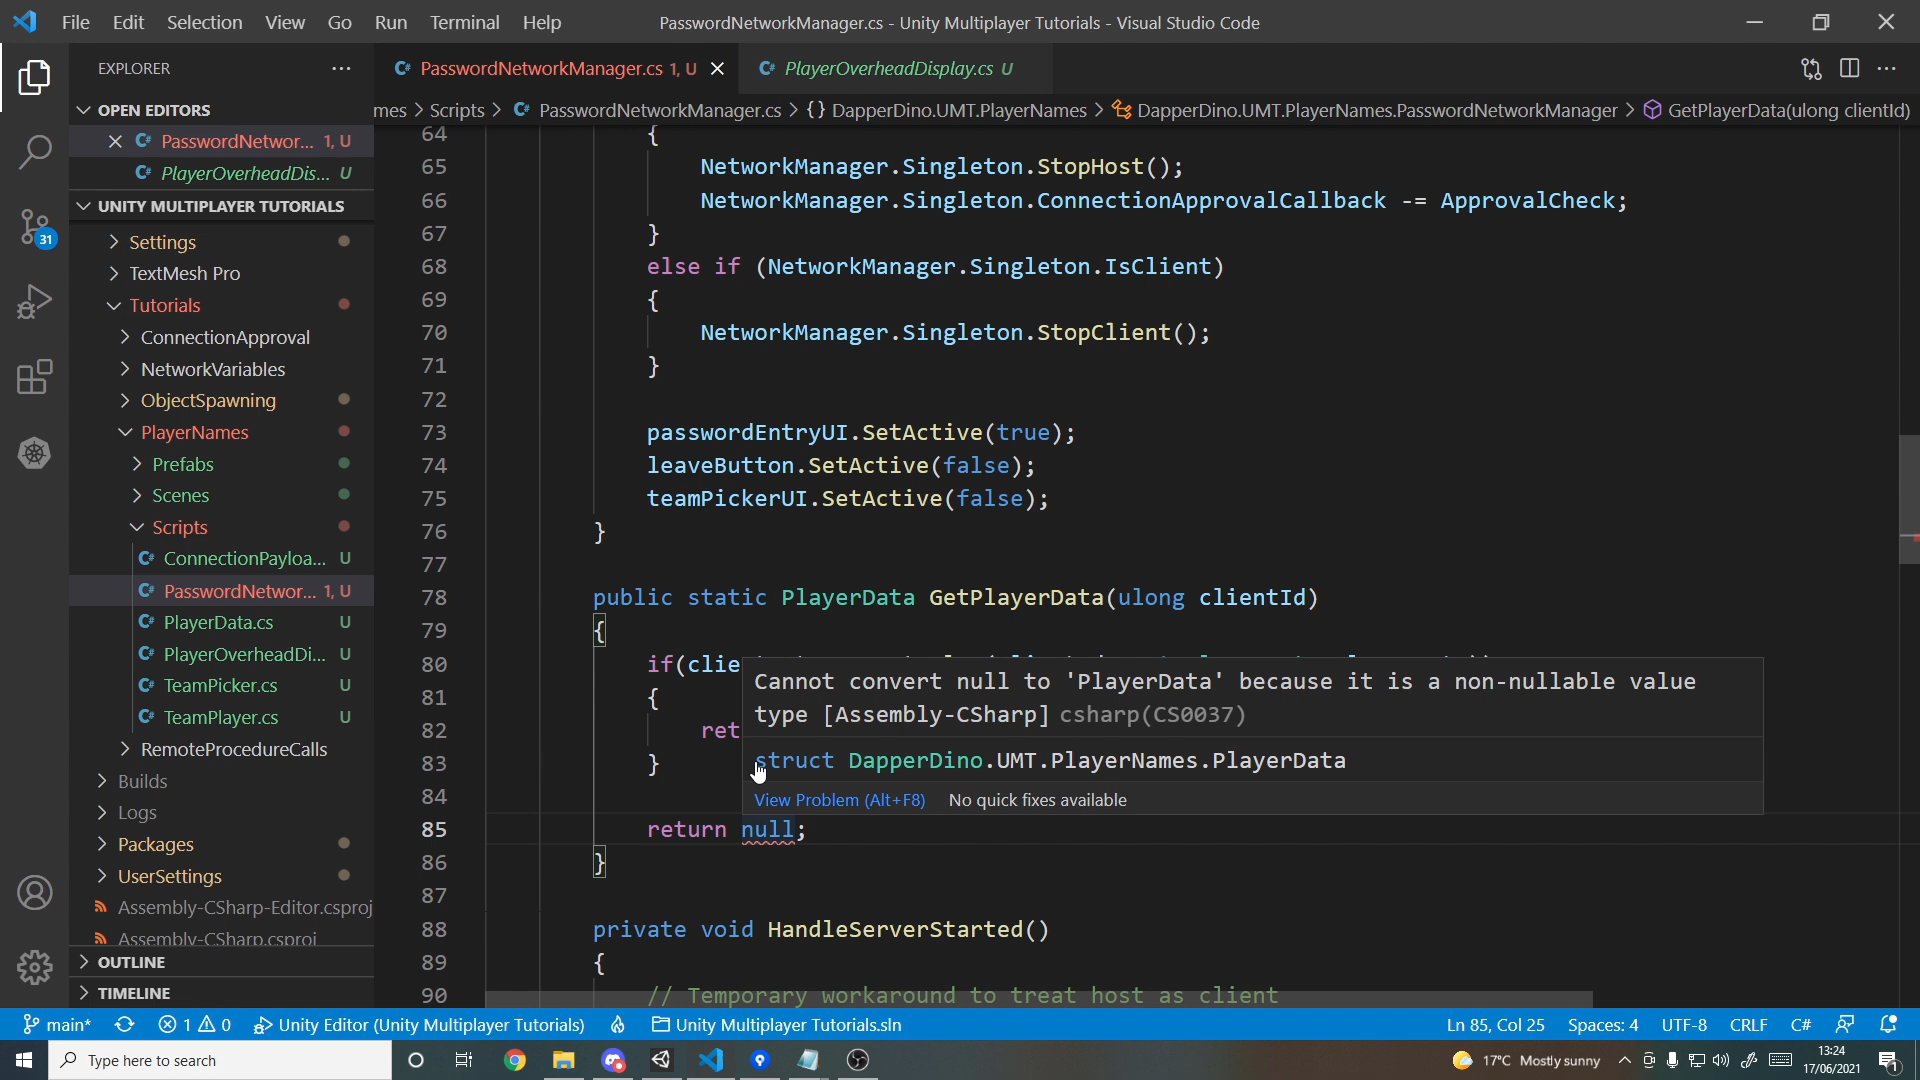 File Edit Selection View Go Run Terminal Help
PasswordNetworkManager.cs - Unity Multiplayer Tutorials - Visual Studio Code
EXPLORER
PasswordNetworkManager.cs 1, U
PlayerOverheadDisplay.cs U
OPEN EDITORS
PasswordNetwor... 1, U
PlayerOverheadDis... U
UNITY MULTIPLAYER TUTORIALS
Settings
TextMesh Pro
Tutorials
ConnectionApproval
NetworkVariables
ObjectSpawning
PlayerNames
Prefabs
Scenes
Scripts
ConnectionPayloa... U
PasswordNetwor... 1, U
PlayerData.cs U
PlayerOverheadDi... U
TeamPicker.cs U
TeamPlayer.cs U
RemoteProcedureCalls
Builds
Logs
Packages
UserSettings
Assembly-CSharp-Editor.csproj
Assembly-CSharp.csproj
OUTLINE
TIMELINE
31
mes > Scripts > PasswordNetworkManager.cs > {} DapperDino.UMT.PlayerNames > DapperDino.UMT.PlayerNames.PasswordNetworkManager > GetPlayerData(ulong clientId)
64 {
65 NetworkManager.Singleton.StopHost();
66 NetworkManager.Singleton.ConnectionApprovalCallback -= ApprovalCheck;
67 }
68 else if (NetworkManager.Singleton.IsClient)
69 {
70 NetworkManager.Singleton.StopClient();
71 }
72
73 passwordEntryUI.SetActive(true);
74 leaveButton.SetActive(false);
75 teamPickerUI.SetActive(false);
76 }
77
78 public static PlayerData GetPlayerData(ulong clientId)
79 {
80 if(clie
81 {
82 ret
83 }
84
85 return null;
86 }
87
88 private void HandleServerStarted()
89 {
90 // Temporary workaround to treat host as client
Cannot convert null to 'PlayerData' because it is a non-nullable value
type [Assembly-CSharp] csharp(CS0037)
struct DapperDino.UMT.PlayerNames.PlayerData
View Problem (Alt+F8) No quick fixes available
main* 1 0 Unity Editor (Unity Multiplayer Tutorials) Unity Multiplayer Tutorials.sln
Ln 85, Col 25 Spaces: 4 UTF-8 CRLF C#
Type here to search
17°C Mostly sunny
13:24
17/06/2021
1